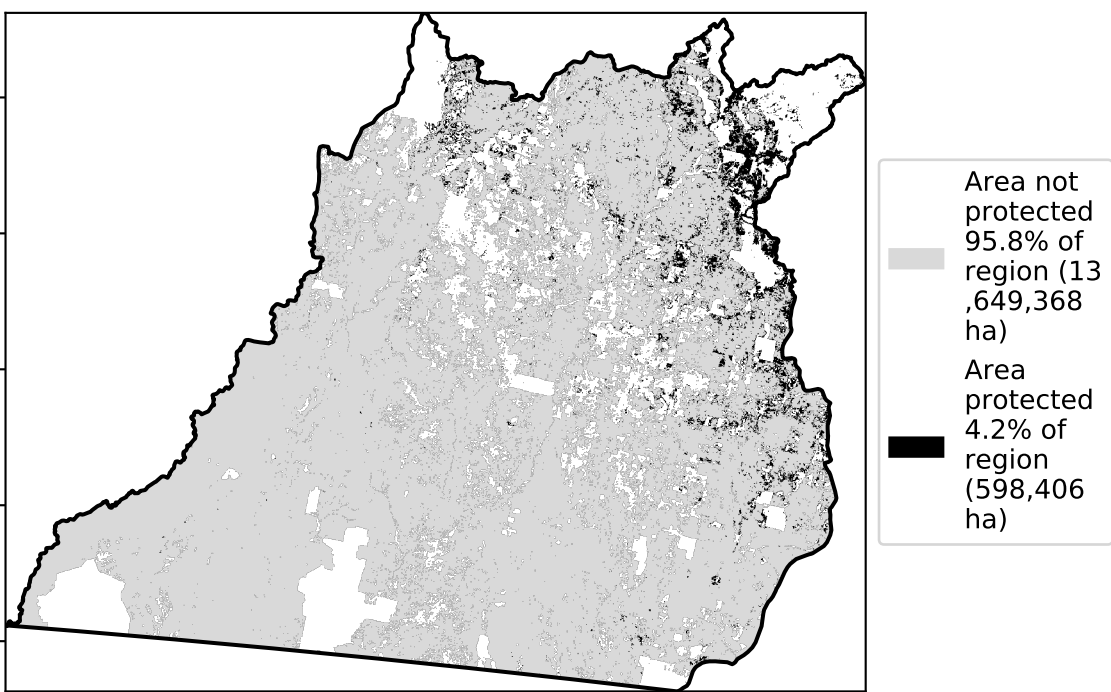 Area not
protected
95.8% of
region (13
,649,368
ha)
Area
protected
4.2% of
region
(598,406
ha)